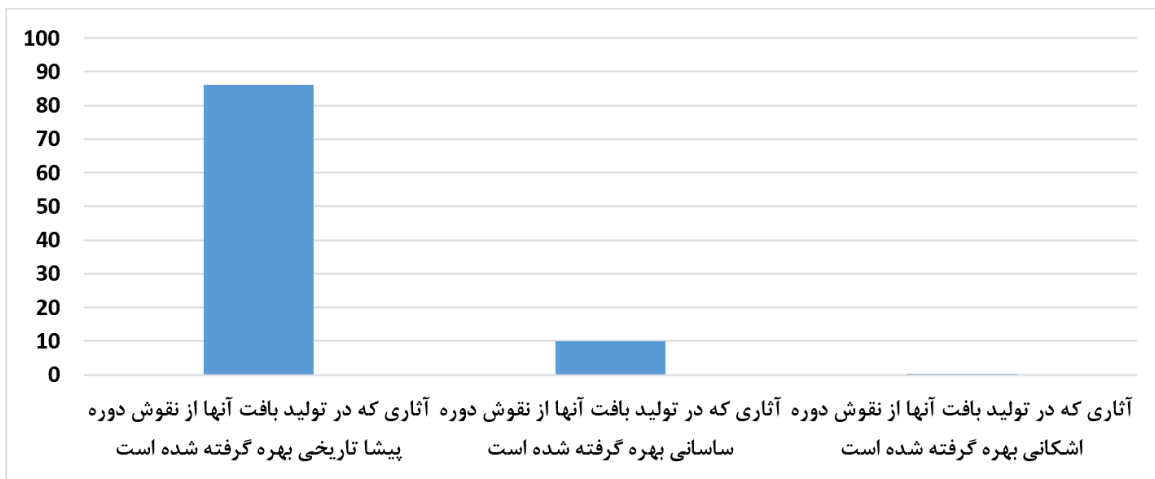 100
90
80
70
60
50
40
30
20
10
0
آثاری که در تولید بافت آنها از نقوش دوره
پیشا تاریخی بهره گرفته شده است
آثاری که در تولید بافت آنها از نقوش دوره
ساسانی بهره گرفته شده است
آثاری که در تولید بافت آنها از نقوش دوره
اشکانی بهره گرفته شده است